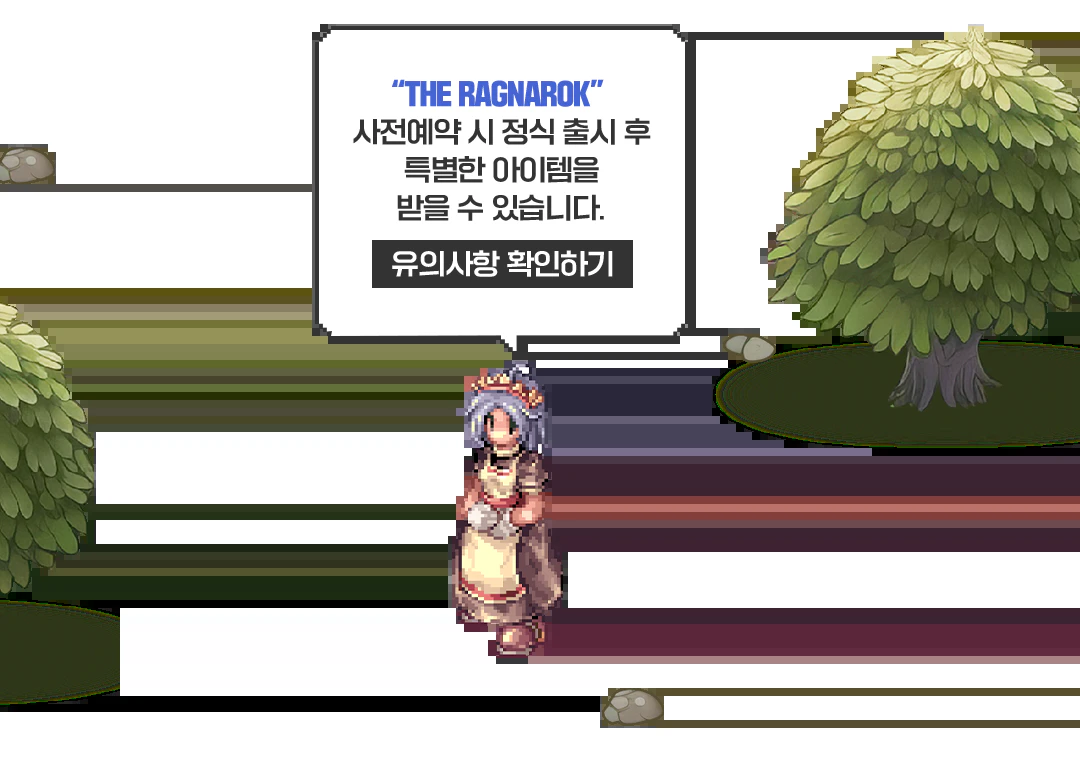 “THE RAGNAROK”
사전예약 시 정식 출시 후
특별한 아이템을
받을 수 있습니다.
유의사항 확인하기